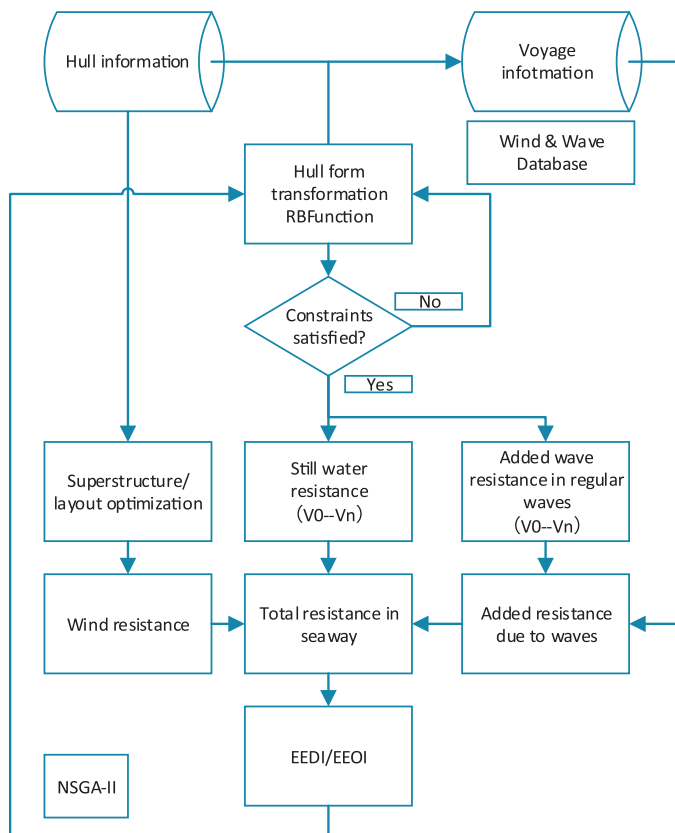 Hull information
Voyage
infotmation
Wind & Wave
Database
Hull form
transformation
RBFunction
No
Constraints
satisfied?
Yes
Superstructure/
layout optimization
Still water
resistance
（V0--Vn）
Added wave
resistance in regular
waves
（V0--Vn）
Wind resistance
Total resistance in
seaway
Added resistance
due to waves
EEDI/EEOI
NSGA-II